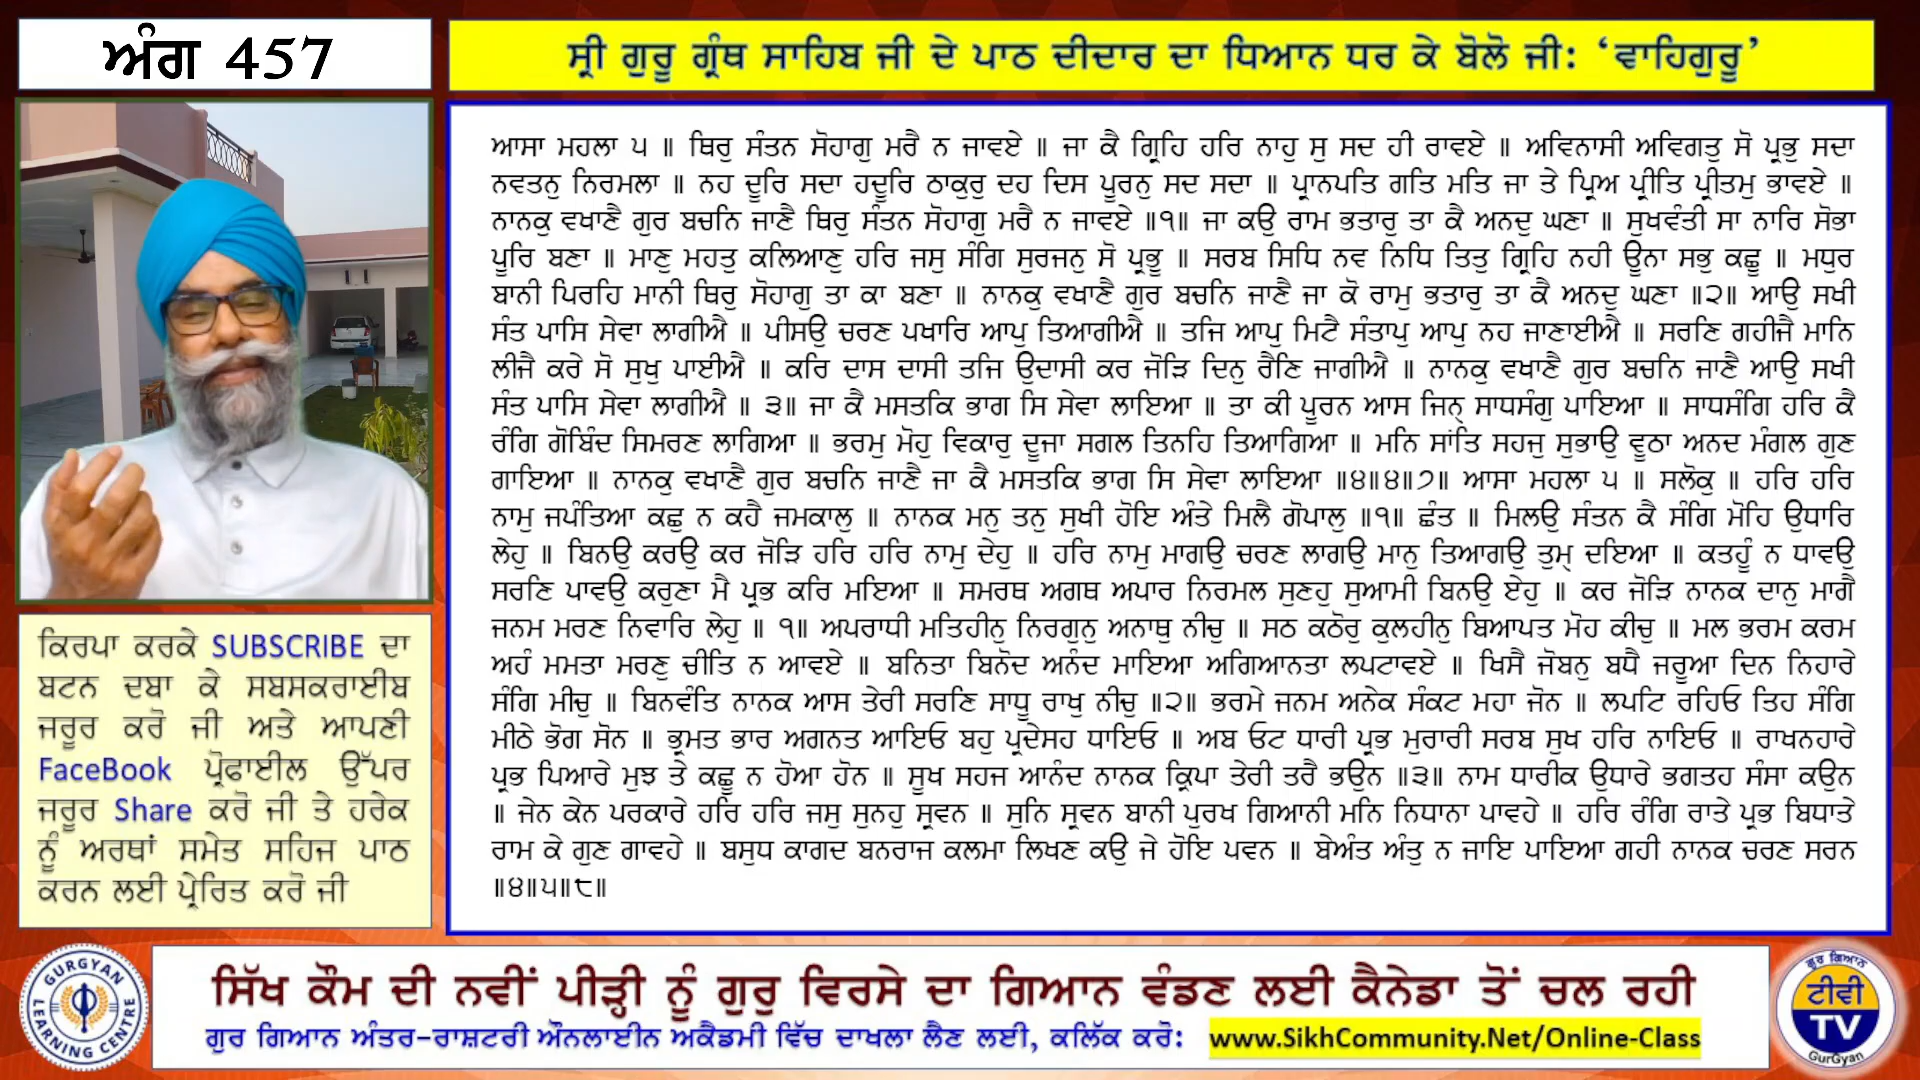 ਅੰਗ 457
ਸ੍ਰੀ ਗੁਰੂ ਗ੍ਰੰਥ ਸਾਹਿਬ ਜੀ ਦੇ ਪਾਠ ਦੀਦਾਰ ਦਾ ਧਿਆਨ ਧਰ ਕੇ ਬੋਲੋ ਜੀ: ‘ਵਾਹਿਗੁਰੂ’
ਆਸਾ ਮਹਲਾ ੫ ॥ ਥਿਰੁ ਸੰਤਨ ਸੋਹਾਗੁ ਮਰੈ ਨ ਜਾਵਏ ॥ ਜਾ ਕੈ ਗ੍ਰਿਹਿ ਹਰਿ ਨਾਹੁ ਸੁ ਸਦ ਹੀ ਰਾਵਏ ॥ ਅਵਿਨਾਸੀ ਅਵਿਗਤੁ ਸੋ ਪ੍ਰਭੁ ਸਦਾ
ਨਵਤਨੁ ਨਿਰਮਲਾ ॥ ਨਹ ਦੂਰਿ ਸਦਾ ਹਦੂਰਿ ਠਾਕੁਰੁ ਦਹ ਦਿਸ ਪੂਰਨੁ ਸਦ ਸਦਾ ॥ ਪ੍ਰਾਨਪਤਿ ਗਤਿ ਮਤਿ ਜਾ ਤੇ ਪ੍ਰਿਅ ਪ੍ਰੀਤਿ ਪ੍ਰੀਤਮੁ ਭਾਵਏ ॥
ਨਾਨਕੁ ਵਖਾਣੈ ਗੁਰ ਬਚਨਿ ਜਾਣੈ ਥਿਰੁ ਸੰਤਨ ਸੋਹਾਗੁ ਮਰੈ ਨ ਜਾਵਏ ॥੧॥ ਜਾ ਕਉ ਰਾਮ ਭਤਾਰੁ ਤਾ ਕੈ ਅਨਦੁ ਘਣਾ ॥ ਸੁਖਵੰਤੀ ਸਾ ਨਾਰਿ ਸੋਭਾ
ਪੂਰਿ ਬਣਾ ॥ ਮਾਣੁ ਮਹਤੁ ਕਲਿਆਣੁ ਹਰਿ ਜਸੁ ਸੰਗਿ ਸੁਰਜਨੁ ਸੋ ਪ੍ਰਭੂ ॥ ਸਰਬ ਸਿਧਿ ਨਵ ਨਿਧਿ ਤਿਤੁ ਗ੍ਰਿਹਿ ਨਹੀ ਊਨਾ ਸਭੁ ਕਛੂ ॥ ਮਧੁਰ
ਬਾਨੀ ਪਿਰਹਿ ਮਾਨੀ ਥਿਰੁ ਸੋਹਾਗੁ ਤਾ ਕਾ ਬਣਾ ॥ ਨਾਨਕੁ ਵਖਾਣੈ ਗੁਰ ਬਚਨਿ ਜਾਣੈ ਜਾ ਕੋ ਰਾਮੁ ਭਤਾਰੁ ਤਾ ਕੈ ਅਨਦੁ ਘਣਾ ॥੨॥ ਆਉ ਸਖੀ
ਸੰਤ ਪਾਸਿ ਸੇਵਾ ਲਾਗੀਐ ॥ ਪੀਸਉ ਚਰਣ ਪਖਾਰਿ ਆਪੁ ਤਿਆਗੀਐ ॥ ਤਜਿ ਆਪੁ ਮਿਟੈ ਸੰਤਾਪੁ ਆਪੁ ਨਹ ਜਾਣਾਈਐ ॥ ਸਰਣਿ ਗਹੀਜੈ ਮਾਨਿ
ਲੀਜੈ ਕਰੇ ਸੋ ਸੁਖੁ ਪਾਈਐ ॥ ਕਰਿ ਦਾਸ ਦਾਸੀ ਤਜਿ ਉਦਾਸੀ ਕਰ ਜੋੜਿ ਦਿਨੁ ਰੈਣਿ ਜਾਗੀਐ ॥ ਨਾਨਕੁ ਵਖਾਣੈ ਗੁਰ ਬਚਨਿ ਜਾਣੈ ਆਉ ਸਖੀ
ਸੰਤ ਪਾਸਿ ਸੇਵਾ ਲਾਗੀਐ ॥ ੩॥ ਜਾ ਕੈ ਮਸਤਕਿ ਭਾਗ ਸਿ ਸੇਵਾ ਲਾਇਆ ॥ ਤਾ ਕੀ ਪੂਰਨ ਆਸ ਜਿਨ੍ ਸਾਧਸੰਗੁ ਪਾਇਆ ॥ ਸਾਧਸੰਗਿ ਹਰਿ ਕੈ
ਰੰਗਿ ਗੋਬਿੰਦ ਸਿਮਰਣ ਲਾਗਿਆ ॥ ਭਰਮੁ ਮੋਹੁ ਵਿਕਾਰੁ ਦੂਜਾ ਸਗਲ ਤਿਨਹਿ ਤਿਆਗਿਆ ॥ ਮਨਿ ਸਾਂਤਿ ਸਹਜੁ ਸੁਭਾਉ ਵੂਠਾ ਅਨਦ ਮੰਗਲ ਗੁਣ
ਗਾਇਆ ॥ ਨਾਨਕੁ ਵਖਾਣੈ ਗੁਰ ਬਚਨਿ ਜਾਣੈ ਜਾ ਕੈ ਮਸਤਕਿ ਭਾਗ ਸਿ ਸੇਵਾ ਲਾਇਆ ॥੪॥੪॥੭॥ ਆਸਾ ਮਹਲਾ ੫ ॥ ਸਲੋਕੁ ॥ ਹਰਿ ਹਰਿ
ਨਾਮੁ ਜਪੰਤਿਆ ਕਛੁ ਨ ਕਹੈ ਜਮਕਾਲੁ ॥ ਨਾਨਕ ਮਨੁ ਤਨੁ ਸੁਖੀ ਹੋਇ ਅੰਤੇ ਮਿਲੈ ਗੋਪਾਲੁ ॥੧॥ ਛੰਤ ॥ ਮਿਲਉ ਸੰਤਨ ਕੈ ਸੰਗਿ ਮੋਹਿ ਉਧਾਰਿ
ਲੇਹੁ ॥ ਬਿਨਉ ਕਰਉ ਕਰ ਜੋੜਿ ਹਰਿ ਹਰਿ ਨਾਮੁ ਦੇਹੁ ॥ ਹਰਿ ਨਾਮੁ ਮਾਗਉ ਚਰਣ ਲਾਗਉ ਮਾਨੁ ਤਿਆਗਉ ਤੁਮ੍ ਦਇਆ ॥ ਕਤਹੂੰ ਨ ਧਾਵਉ
ਸਰਣਿ ਪਾਵਉ ਕਰੁਣਾ ਮੈ ਪ੍ਰਭ ਕਰਿ ਮਇਆ ॥ ਸਮਰਥ ਅਗਥ ਅਪਾਰ ਨਿਰਮਲ ਸੁਣਹੁ ਸੁਆਮੀ ਬਿਨਉ ਏਹੁ ॥ ਕਰ ਜੋੜਿ ਨਾਨਕ ਦਾਨੁ ਮਾਗੈ
ਜਨਮ ਮਰਣ ਨਿਵਾਰਿ ਲੇਹੁ ॥ ੧॥ ਅਪਰਾਧੀ ਮਤਿਹੀਨੁ ਨਿਰਗੁਨੁ ਅਨਾਥੁ ਨੀਚੁ ॥ ਸਠ ਕਠੋਰੁ ਕੁਲਹੀਨੁ ਬਿਆਪਤ ਮੋਹ ਕੀਚੁ ॥ ਮਲ ਭਰਮ ਕਰਮ
ਅਹੰ ਮਮਤਾ ਮਰਣੁ ਚੀਤਿ ਨ ਆਵਏ ॥ ਬਨਿਤਾ ਬਿਨੋਦ ਅਨੰਦ ਮਾਇਆ ਅਗਿਆਨਤਾ ਲਪਟਾਵਏ ॥ ਖਿਸੈ ਜੋਬਨੁ ਬਧੈ ਜਰੂਆ ਦਿਨ ਨਿਹਾਰੇ
ਸੰਗਿ ਮੀਚੁ ॥ ਬਿਨਵੰਤਿ ਨਾਨਕ ਆਸ ਤੇਰੀ ਸਰਣਿ ਸਾਧੂ ਰਾਖੁ ਨੀਚੁ ॥੨॥ ਭਰਮੇ ਜਨਮ ਅਨੇਕ ਸੰਕਟ ਮਹਾ ਜੋਨ ॥ ਲਪਟਿ ਰਹਿਓ ਤਿਹ ਸੰਗਿ
ਮੀਠੇ ਭੋਗ ਸੋਨ ॥ ਭ੍ਰਮਤ ਭਾਰ ਅਗਨਤ ਆਇਓ ਬਹੁ ਪ੍ਰਦੇਸਹ ਧਾਇਓ ॥ ਅਬ ਓਟ ਧਾਰੀ ਪ੍ਰਭ ਮੁਰਾਰੀ ਸਰਬ ਸੁਖ ਹਰਿ ਨਾਇਓ ॥ ਰਾਖਨਹਾਰੇ
ਪ੍ਰਭ ਪਿਆਰੇ ਮੁਝ ਤੇ ਕਛੂ ਨ ਹੋਆ ਹੋਨ ॥ ਸੂਖ ਸਹਜ ਆਨੰਦ ਨਾਨਕ ਕ੍ਰਿਪਾ ਤੇਰੀ ਤਰੈ ਭਉਨ ॥੩॥ ਨਾਮ ਧਾਰੀਕ ਉਧਾਰੇ ਭਗਤਹ ਸੰਸਾ ਕਉਨ
॥ ਜੇਨ ਕੇਨ ਪਰਕਾਰੇ ਹਰਿ ਹਰਿ ਜਸੁ ਸੁਨਹੁ ਸ੍ਰਵਨ ॥ ਸੁਨਿ ਸ੍ਰਵਨ ਬਾਨੀ ਪੁਰਖ ਗਿਆਨੀ ਮਨਿ ਨਿਧਾਨਾ ਪਾਵਹੇ ॥ ਹਰਿ ਰੰਗਿ ਰਾਤੇ ਪ੍ਰਭ ਬਿਧਾਤੇ
ਰਾਮ ਕੇ ਗੁਣ ਗਾਵਹੇ ॥ ਬਸੁਧ ਕਾਗਦ ਬਨਰਾਜ ਕਲਮਾ ਲਿਖਣ ਕਉ ਜੇ ਹੋਇ ਪਵਨ ॥ ਬੇਅੰਤ ਅੰਤੁ ਨ ਜਾਇ ਪਾਇਆ ਗਹੀ ਨਾਨਕ ਚਰਣ ਸਰਨ
॥੪॥੫॥੮॥
ਕਿਰਪਾ ਕਰਕੇ SUBSCRIBE ਦਾ
ਬਟਨ ਦਬਾ ਕੇ ਸਬਸਕਰਾਈਬ
ਜਰੂਰ ਕਰੋ ਜੀ ਅਤੇ ਆਪਣੀ
FaceBook ਪ੍ਰੋਫਾਈਲ ਉੱਪਰ
ਜਰੂਰ Share ਕਰੋ ਜੀ ਤੇ ਹਰੇਕ
ਨੂੰ ਅਰਥਾਂ ਸਮੇਤ ਸਹਿਜ ਪਾਠ
ਕਰਨ ਲਈ ਪ੍ਰੇਰਿਤ ਕਰੋ ਜੀ
GURGYAN LEARNING CENTRE
ਸਿੱਖ ਕੌਮ ਦੀ ਨਵੀਂ ਪੀੜ੍ਹੀ ਨੂੰ ਗੁਰੁ ਵਿਰਸੇ ਦਾ ਗਿਆਨ ਵੰਡਣ ਲਈ ਕੈਨੇਡਾ ਤੋਂ ਚਲ ਰਹੀ
ਗੁਰ ਗਿਆਨ ਅੰਤਰ-ਰਾਸ਼ਟਰੀ ਔਨਲਾਈਨ ਅਕੈਡਮੀ ਵਿੱਚ ਦਾਖਲਾ ਲੈਣ ਲਈ, ਕਲਿੱਕ ਕਰੋ: www.SikhCommunity.Net/Online-Class
ਗੁਰ ਗਿਆਨ
ਟੀਵੀ
TV
GurGyan